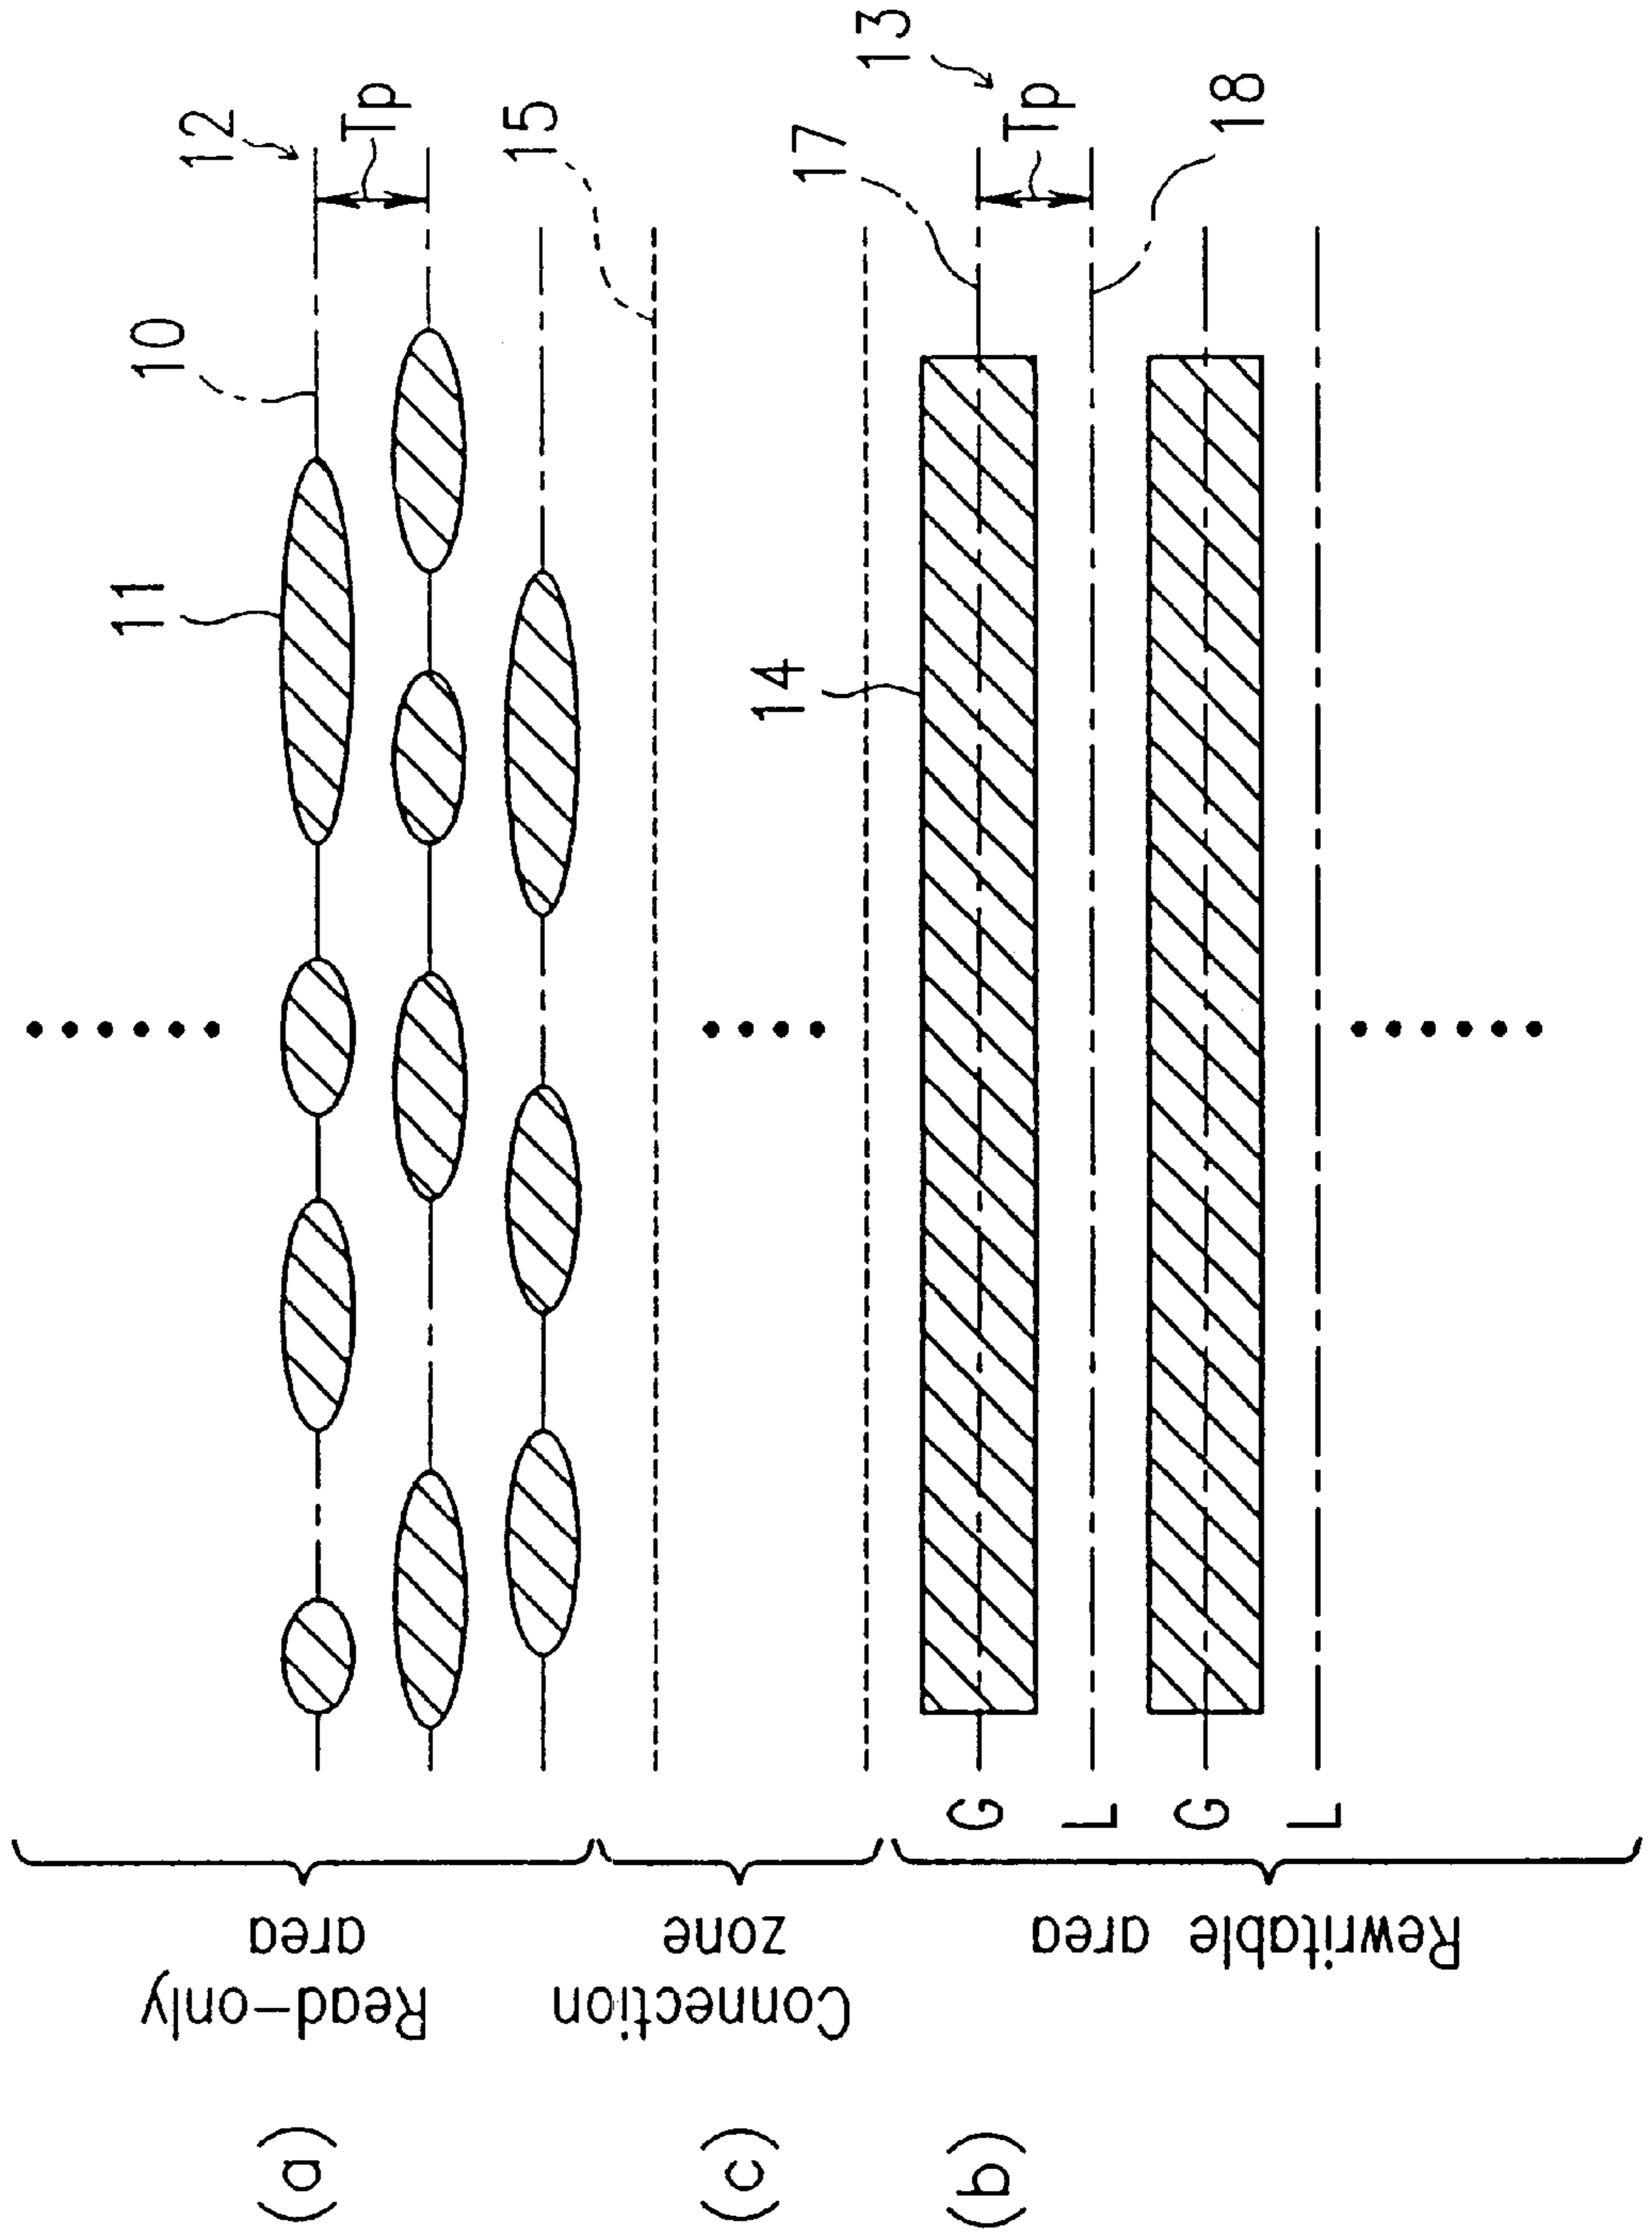 (a)
Read-only
area
11
10
12
Tp
(c)
Connection
zone
15
(b)
Rewritable area
G
L
G
L
14
17
13
Tp
18